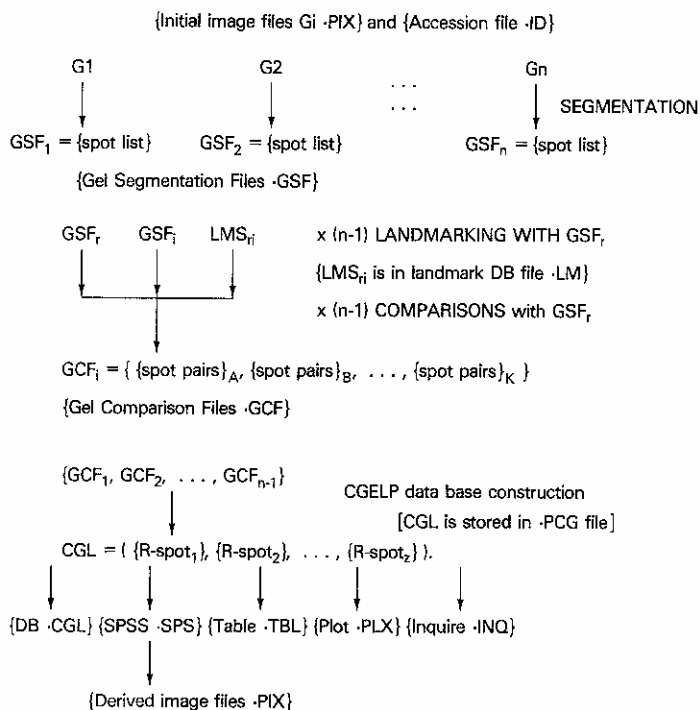 {Initial image files Gi ·PIX} and {Accession file ·ID}
G1 G2 ... Gn
... SEGMENTATION
GSF₁ = {spot list} GSF₂ = {spot list} GSFₙ = {spot list}
{Gel Segmentation Files ·GSF}
GSFᵣ GSFᵢ LMSᵣᵢ x (n-1) LANDMARKING WITH GSFᵣ
{LMSᵣᵢ is in landmark DB file ·LM}
x (n-1) COMPARISONS with GSFᵣ
GCFᵢ = { {spot pairs}_A, {spot pairs}_B, . . . , {spot pairs}_K }
{Gel Comparison Files ·GCF}
{GCF₁, GCF₂, . . . , GCFₙ₋₁}
CGELP data base construction
[CGL is stored in ·PCG file]
CGL = ( {R-spot₁}, {R-spot₂}, . . . , {R-spot_z} ).
{DB ·CGL} {SPSS ·SPS} {Table ·TBL} {Plot ·PLX} {Inquire ·INQ}
{Derived image files ·PIX}